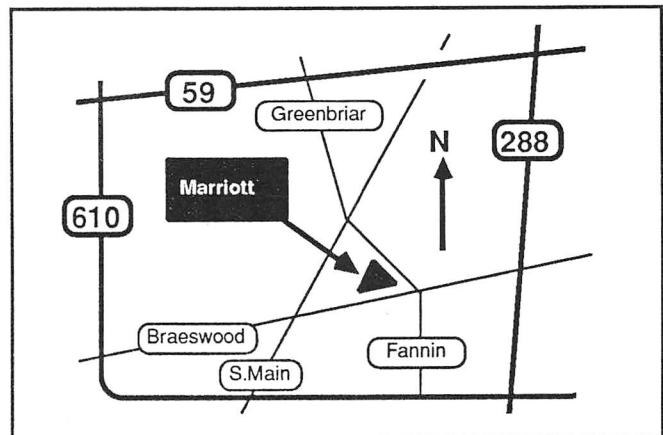 59
Greenbriar
N
288
Marriott
610
Braeswood
Fannin
S.Main